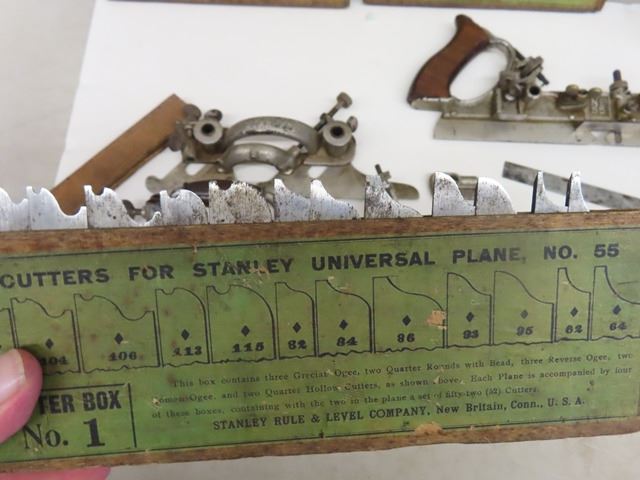 CUTTERS FOR STANLEY UNIVERSAL PLANE, NO. 55
104 106 113 115 82 84 86 93 95 62 64
This box contains three Grecian Ogee, two Quarter Rounds with Bead, three Reverse Ogee, two
Ogee, and two Quarter Hollow Cutters, as shown above. Each Plane is accompanied by four
of these boxes, containing with the two in the plane a set of fifty-two (52) Cutters.
STANLEY RULE & LEVEL COMPANY, New Britain, Conn., U. S. A.
TER BOX
No. 1